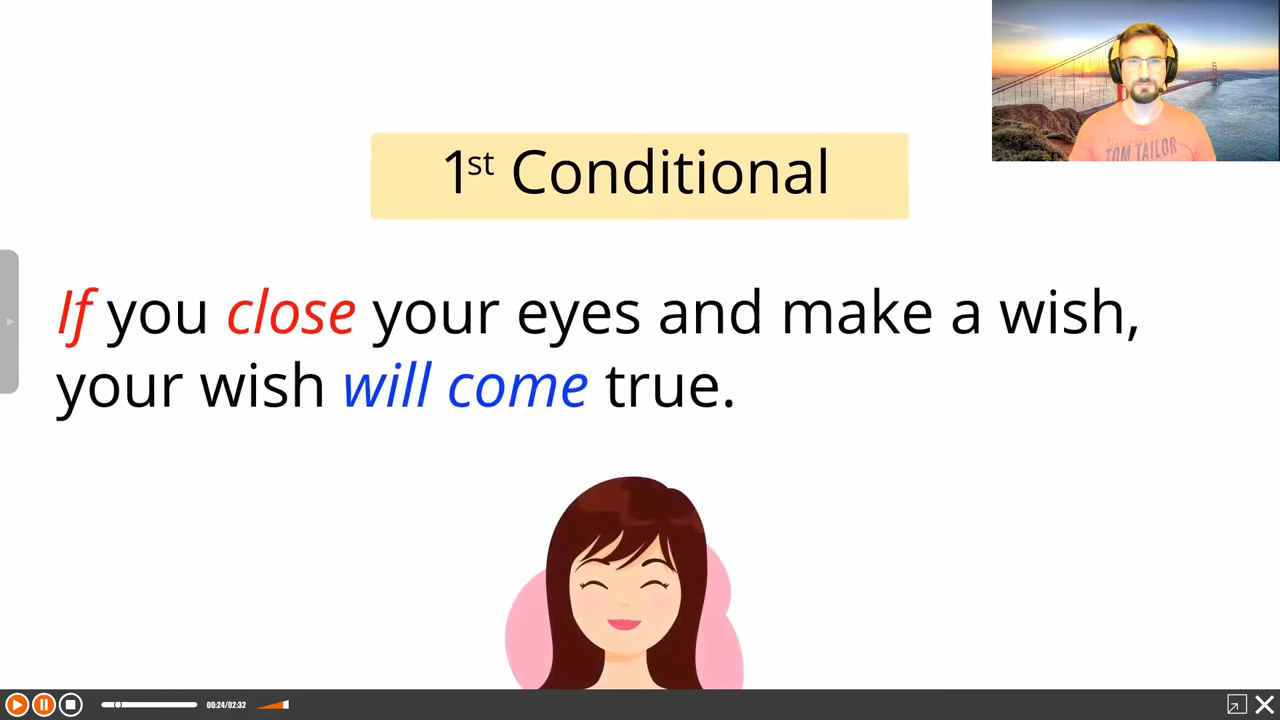 1st Conditional
If you close your eyes and make a wish,
your wish will come true.
TOM TAILOR
00:24/02:32